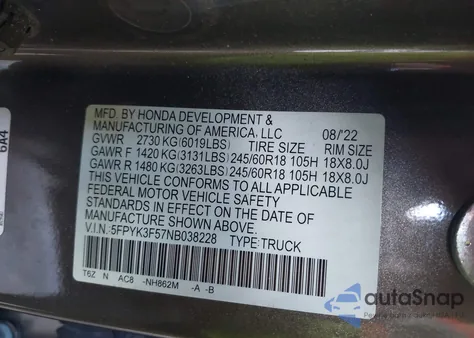 6A4
MFD. BY HONDA DEVELOPMENT &
MANUFACTURING OF AMERICA, LLC 08/'22
GVWR 2730 KG(6019LBS) TIRE SIZE RIM SIZE
GAWR F 1420 KG(3131LBS) 245/60R18 105H 18X8.0J
GAWR R 1480 KG(3263LBS) 245/60R18 105H 18X8.0J
THIS VEHICLE CONFORMS TO ALL APPLICABLE
FEDERAL MOTOR VEHICLE SAFETY
STANDARDS IN EFFECT ON THE DATE OF
MANUFACTURE SHOWN ABOVE.
V.I.N.:5FPYK3F57NB038228 TYPE:TRUCK
T6Z N AC8 -NH862M -A -B
autoSnap